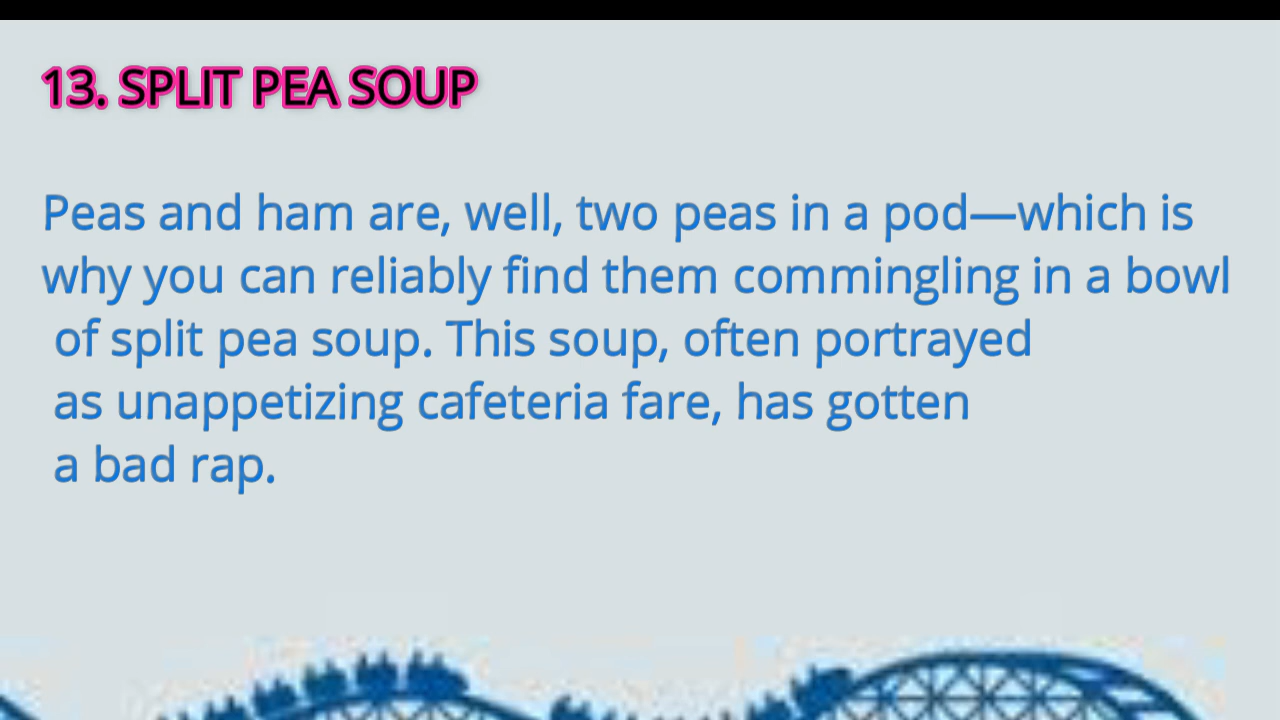 13. SPLIT PEA SOUP
Peas and ham are, well, two peas in a pod—which is
why you can reliably find them commingling in a bowl
of split pea soup. This soup, often portrayed
as unappetizing cafeteria fare, has gotten
a bad rap.